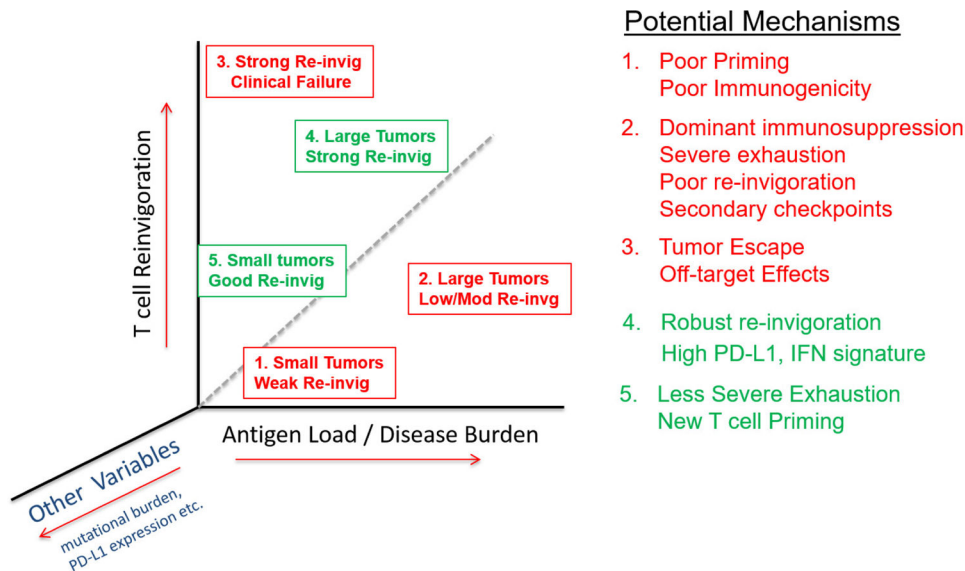 3. Strong Re-invig
Clinical Failure
4. Large Tumors
Strong Re-invig
5. Small tumors
Good Re-invig
2. Large Tumors
Low/Mod Re-invg
1. Small Tumors
Weak Re-invig
T cell Reinvigoration
Antigen Load / Disease Burden
Other Variables
mutational burden,
PD-L1 expression etc.
Potential Mechanisms
1. Poor Priming
Poor Immunogenicity
2. Dominant immunosuppression
Severe exhaustion
Poor re-invigoration
Secondary checkpoints
3. Tumor Escape
Off-target Effects
4. Robust re-invigoration
High PD-L1, IFN signature
5. Less Severe Exhaustion
New T cell Priming